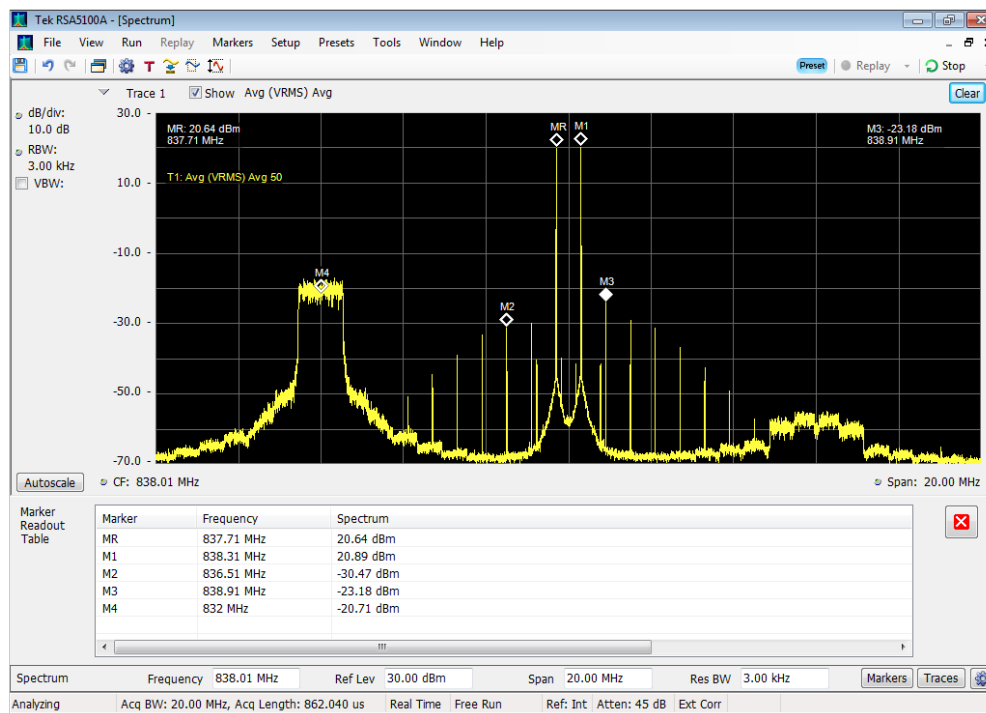 Tek RSA5100A - [Spectrum]
File View Run Replay Markers Setup Presets Tools Window Help
T Preset Replay Stop
Trace 1 Show Avg (VRMS) Avg Clear
dB/div:
10.0 dB
RBW:
3.00 kHz
VBW:
30.0 -
10.0 -
-10.0 -
-30.0 -
-50.0 -
-70.0 -
MR: 20.64 dBm
837.71 MHz
M3: -23.18 dBm
838.91 MHz
T1: Avg (VRMS) Avg 50
MR M1
M4
M3
M2
Autoscale CF: 838.01 MHz Span: 20.00 MHz
Marker
Readout
Table
Marker Frequency Spectrum
MR 837.71 MHz 20.64 dBm
M1 838.31 MHz 20.89 dBm
M2 836.51 MHz -30.47 dBm
M3 838.91 MHz -23.18 dBm
M4 832 MHz -20.71 dBm
Spectrum Frequency 838.01 MHz Ref Lev 30.00 dBm Span 20.00 MHz Res BW 3.00 kHz Markers Traces
Analyzing Acq BW: 20.00 MHz, Acq Length: 862.040 us Real Time Free Run Ref: Int Atten: 45 dB Ext Corr